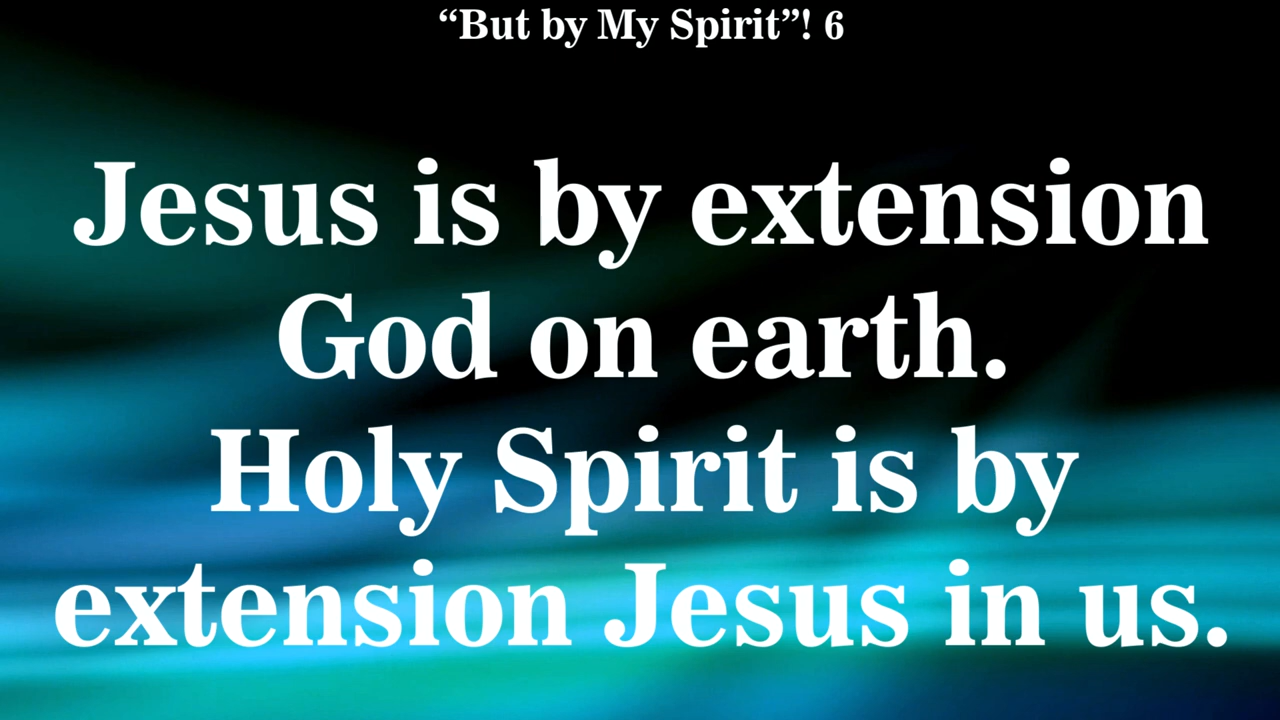 “But by My Spirit”! 6
Jesus is by extension
God on earth.
Holy Spirit is by
extension Jesus in us.